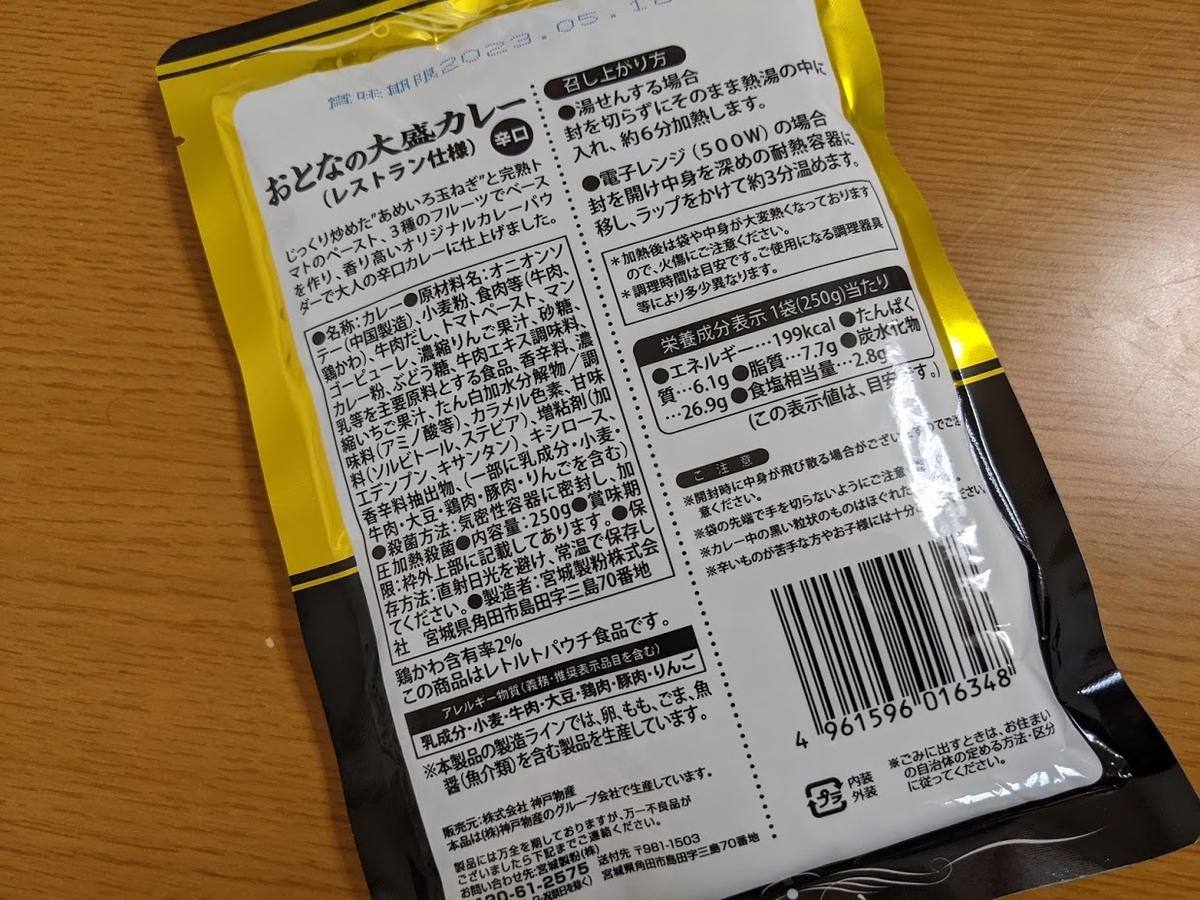 賞味期限2023.05.1
おとなの大盛カレー
(レストラン仕様) 辛口
じっくり炒めた"あめいろ玉ねぎ"と完熟ト
マトのペースト、3種のフルーツでペース
を作り、香り高いオリジナルカレーパウ
ダーで大人の辛口カレーに仕上げました。
●名称:カレー●原材料名:オニオンソ
テー(中国製造)、小麦粉、食肉等(牛肉、
鶏かわ)、牛肉だし、トマトペースト、マン
ゴーピューレ、濃縮りんご果汁、砂糖、
カレー粉、ぶどう糖、牛肉エキス調味料、
乳等を主要原料とする食品、香辛料、濃
縮いちご果汁、たん白加水分解物/調
味料(アミノ酸等)、カラメル色素、甘味
料(ソルビトール、ステビア)、増粘剤(加
エデンプン、キサンタン)、キシロース、
香辛料抽出物、(一部に乳成分・小麦・
牛肉・大豆・鶏肉・豚肉・りんごを含む)
●殺菌方法:気密性容器に密封し、加
圧加熱殺菌●内容量:250g●賞味期
限:枠外上部に記載してあります。●保
存方法:直射日光を避け、常温で保存し
てください。●製造者:宮城製粉株式会
社 宮城県角田市島田字三島70番地
鶏かわ含有率2%
この商品はレトルトパウチ食品です。
アレルギー物質(義務・推奨表示品目を含む)
乳成分・小麦・牛肉・大豆・鶏肉・豚肉・りんご
※本製品の製造ラインでは、卵、もも、ごま、魚
醤(魚介類)を含む製品を生産しています。
販売元:株式会社 神戸物産
本品は(株)神戸物産のグループ会社で生産しています。
製品には万全を期しておりますが、万一不良品が
ございましたら下記までご連絡ください。
お問い合わせ先:宮城製粉(株) 送付先 〒981-1503
20-61-2575 宮城県角田市島田字三島70番地
召し上がり方
●湯せんする場合
封を切らずにそのまま熱湯の中に
入れ、約6分加熱します。
●電子レンジ(500W)の場合
封を開け中身を深めの耐熱容器に
移し、ラップをかけて約3分温めます。
*加熱後は袋や中身が大変熱くなっております
ので、火傷にご注意ください。
*調理時間は目安です。ご使用になる調理器具
等により多少異なります。
栄養成分表示 1袋(250g)当たり
●エネルギー…199kcal ●たんぱく
質…6.1g ●脂質…7.7g ●炭水化物
…26.9g ●食塩相当量…2.8g
(この表示値は、目安です。)
ご注意
※開封時に中身が飛び散る場合がござい
意ください。
※袋の先端で手を切らないようにご注意
※カレー中の黒い粒状のものはほぐれた
※辛いものが苦手な方やお子様には十分
4 961596 016348
プラ 内装
外装
※ごみに出すときは、お住まい
の自治体の定める方法・区分
に従ってください。